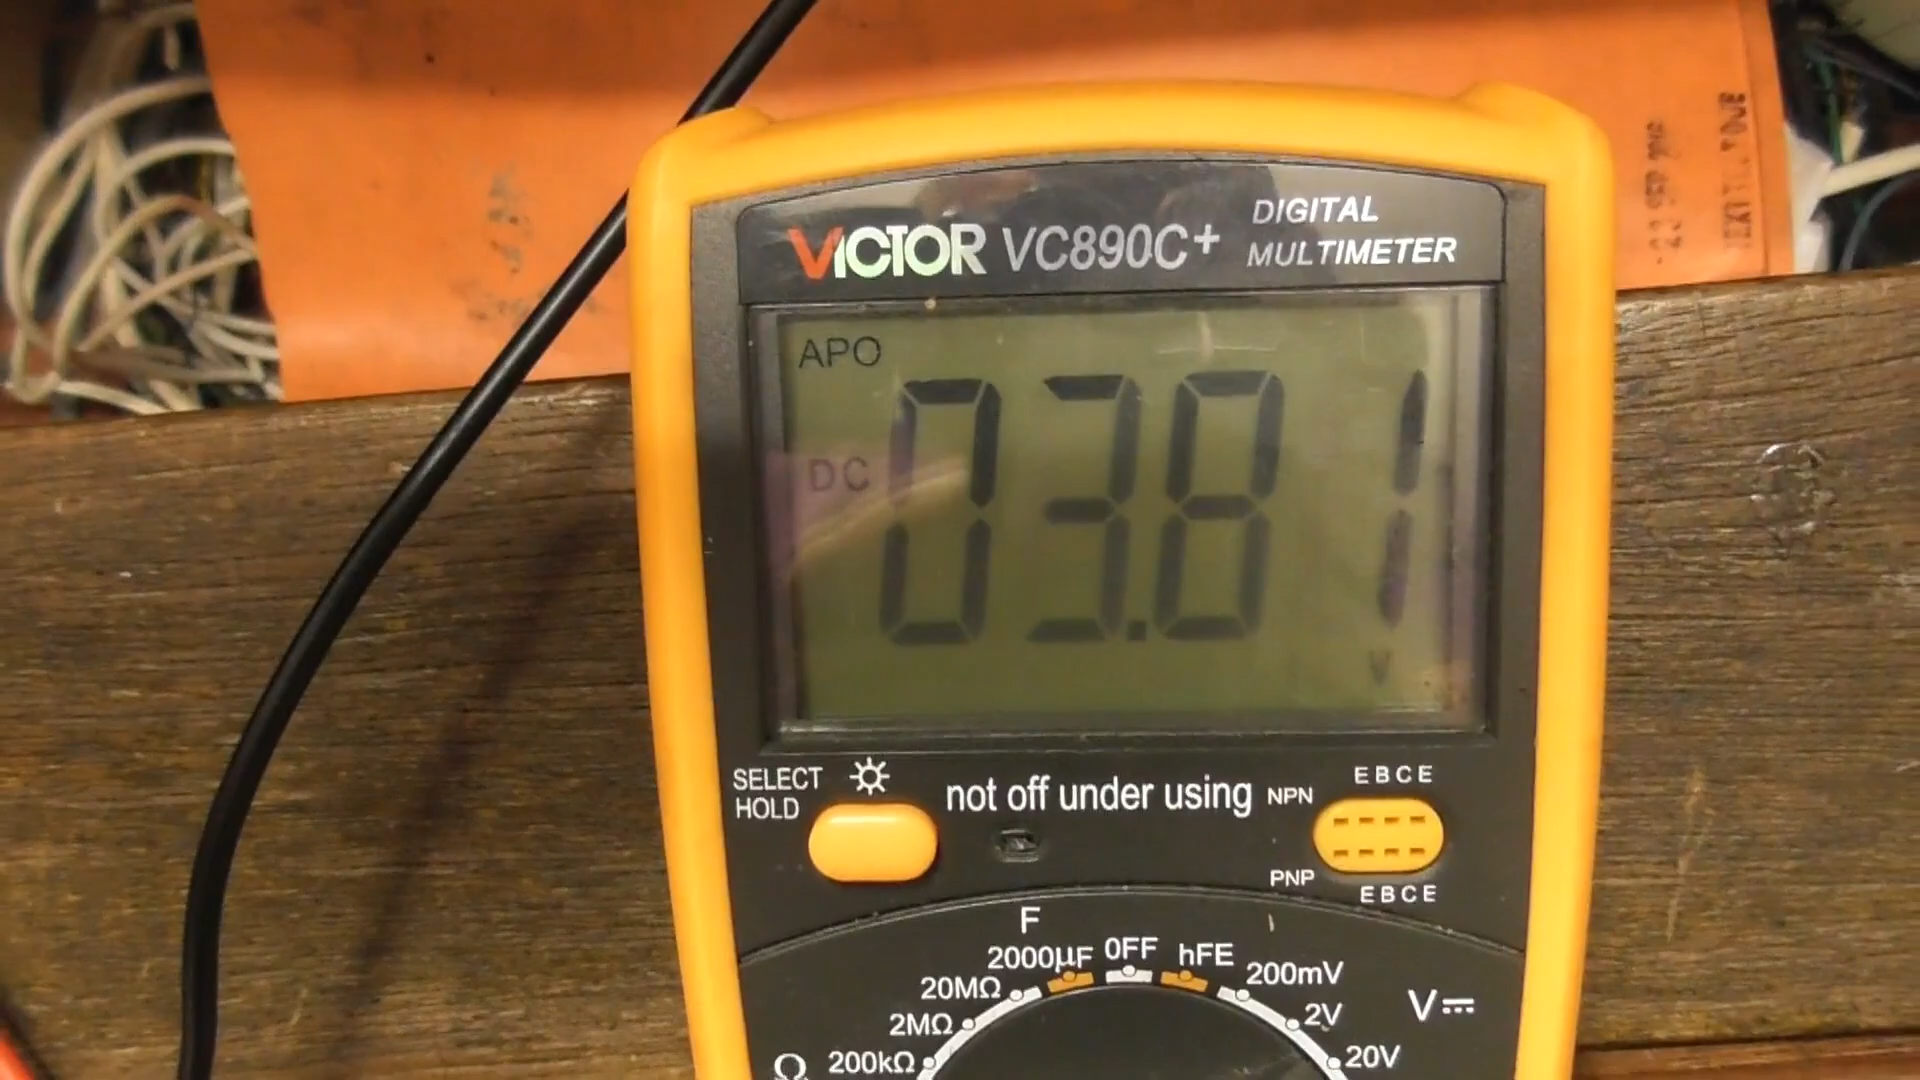 VICTOR VC890C+ DIGITAL MULTIMETER
APO
DC
03.81
V
SELECT
HOLD
not off under using
NPN
EBCE
PNP
EBCE
F
2000µF
OFF
hFE
20MΩ
200mV
2MΩ
2V
V
Ω
200kΩ
20V